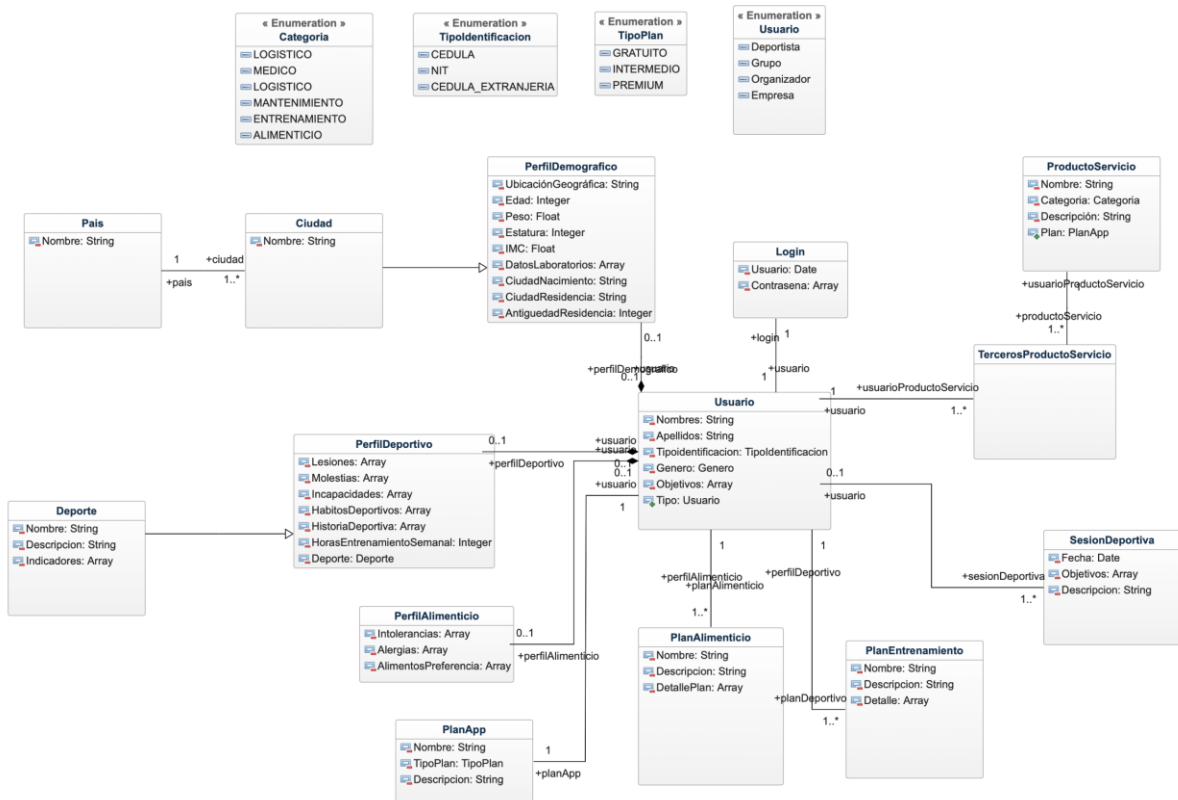 « Enumeration »
Categoria
LOGISTICO
MEDICO
LOGISTICO
MANTENIMIENTO
ENTRENAMIENTO
ALIMENTICIO
« Enumeration »
TipoIdentificacion
CEDULA
NIT
CEDULA_EXTRANJERIA
« Enumeration »
TipoPlan
GRATUITO
INTERMEDIO
PREMIUM
« Enumeration »
Usuario
Deportista
Grupo
Organizador
Empresa
PerfilDemografico
UbicaciónGeográfica: String
Edad: Integer
Peso: Float
Estatura: Integer
IMC: Float
DatosLaboratorios: Array
CiudadNacimiento: String
CiudadResidencia: String
AntiguedadResidencia: Integer
ProductoServicio
Nombre: String
Categoria: Categoria
Descripción: String
Plan: PlanApp
Pais
Nombre: String
1
+pais
+ciudad
1..*
Ciudad
Nombre: String
Login
Usuario: Date
Contrasena: Array
+login
1
1
+usuario
+usuarioProductoServicio
1
+productoServicio
1..*
TercerosProductoServicio
0..1
+perfilDemografico
+usuario
0..1
Usuario
Nombres: String
Apellidos: String
Tipoidentificacion: TipoIdentificacion
Genero: Genero
Objetivos: Array
Tipo: Usuario
+usuarioProductoServicio
1
+usuario
1..*
PerfilDeportivo
Lesiones: Array
Molestias: Array
Incapacidades: Array
HabitosDeportivos: Array
HistoriaDeportiva: Array
HorasEntrenamientoSemanal: Integer
Deporte: Deporte
0..1
+perfilDeportivo
+usuario
+usuario
0..1
0..1
+usuario
1
0..1
+usuario
Deporte
Nombre: String
Descripcion: String
Indicadores: Array
SesionDeportiva
Fecha: Date
Objetivos: Array
Descripcion: String
+sesionDeportiva
1..*
1
+perfilAlimenticio
+planAlimenticio
1..*
1
+perfilDeportivo
PerfilAlimenticio
Intolerancias: Array
Alergias: Array
AlimentosPreferencia: Array
0..1
+perfilAlimenticio
PlanAlimenticio
Nombre: String
Descripcion: String
DetallePlan: Array
PlanEntrenamiento
Nombre: String
Descripcion: String
Detalle: Array
+planDeportivo
1..*
PlanApp
Nombre: String
TipoPlan: TipoPlan
Descripcion: String
1
+planApp